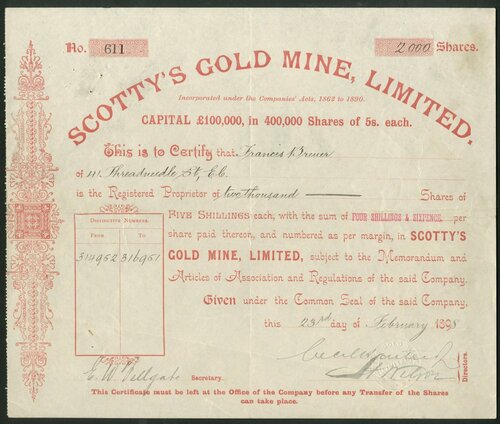 No. 611 2000 Shares.
SCOTTY'S GOLD MINE, LIMITED.
Incorporated under the Companies' Acts, 1862 to 1890.
CAPITAL £100,000, in 400,000 Shares of 5s. each.
This is to Certify that Francis
of 41 Threadneedle St, E.C.
is the Registered Proprietor of two thousand Shares of
FIVE SHILLINGS each, with the sum of FOUR SHILLINGS & SIXPENCE per
share paid thereon, and numbered as per margin, in SCOTTY'S
GOLD MINE, LIMITED, subject to the Memorandum and
Articles of Association and Regulations of the said Company.
DISTINCTIVE NUMBERS.
FROM TO
314952 316951
Given under the Common Seal of the said Company,
this 23rd day of February 1898
Directors.
E. W. Fellgate Secretary.
This Certificate must be left at the Office of the Company before any Transfer of the Shares
can take place.